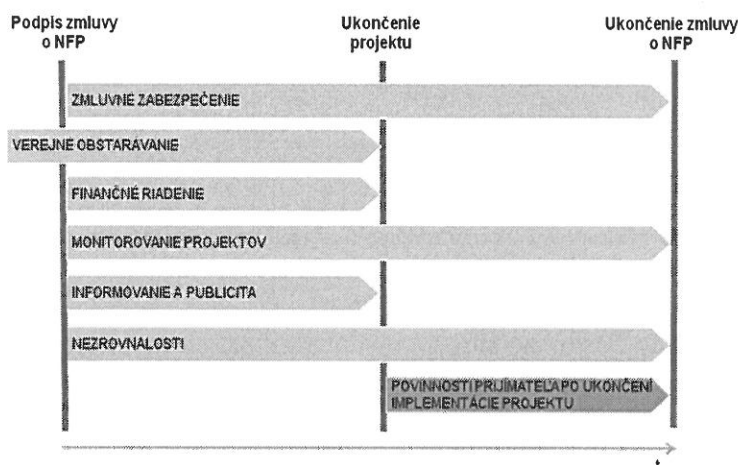 Podpis zmluvy
o NFP
Ukončenie
projektu
Ukončenie zmluvy
o NFP
ZMLUVNÉ ZABEZPEČENIE
VEREJNÉ OBSTARÁVANIE
FINANČNÉ RIADENIE
MONITOROVANIE PROJEKTOV
INFORMOVANIE A PUBLICITA
NEZROVNALOSTI
POVINNOSTI PRIJÍMATEĽA PO UKONČENÍ
IMPLEMENTÁCIE PROJEKTU
t